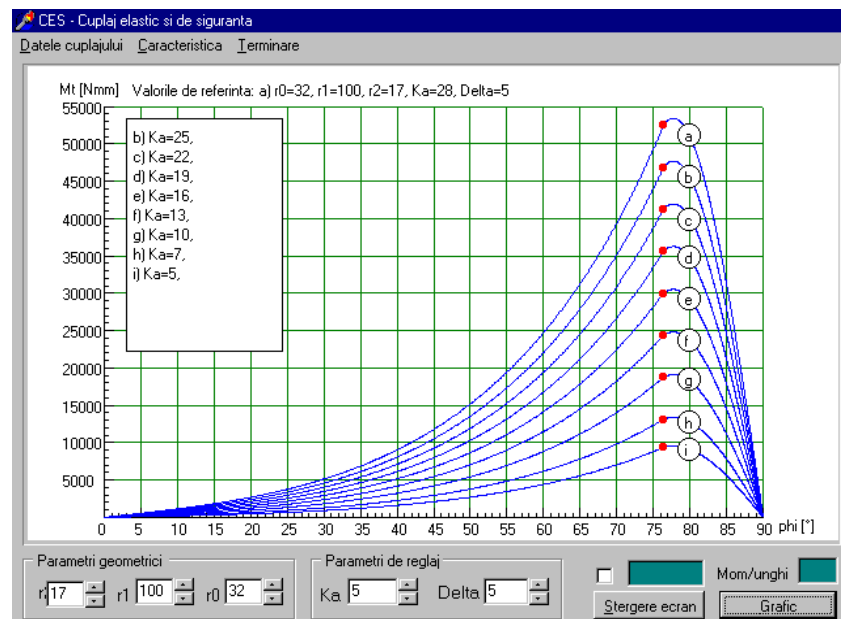 CES - Cuplaj elastic si de siguranta
Datele cuplajului Caracteristica Terminare
Mt [Nmm] Valorile de referinta: a) r0=32, r1=100, r2=17, Ka=28, Delta=5
55000
50000
45000
40000
35000
30000
25000
20000
15000
10000
5000
b) Ka=25,
c) Ka=22,
d) Ka=19,
e) Ka=16,
f) Ka=13,
g) Ka=10,
h) Ka=7,
i) Ka=5,
a
b
c
d
e
f
g
h
i
0 5 10 15 20 25 30 35 40 45 50 55 60 65 70 75 80 85 90 phi [°]
Parametri geometrici
r 17 r1 100 r0 32
Parametri de reglaj
Ka 5 Delta 5
Mom/unghi
Stergere ecran Grafic